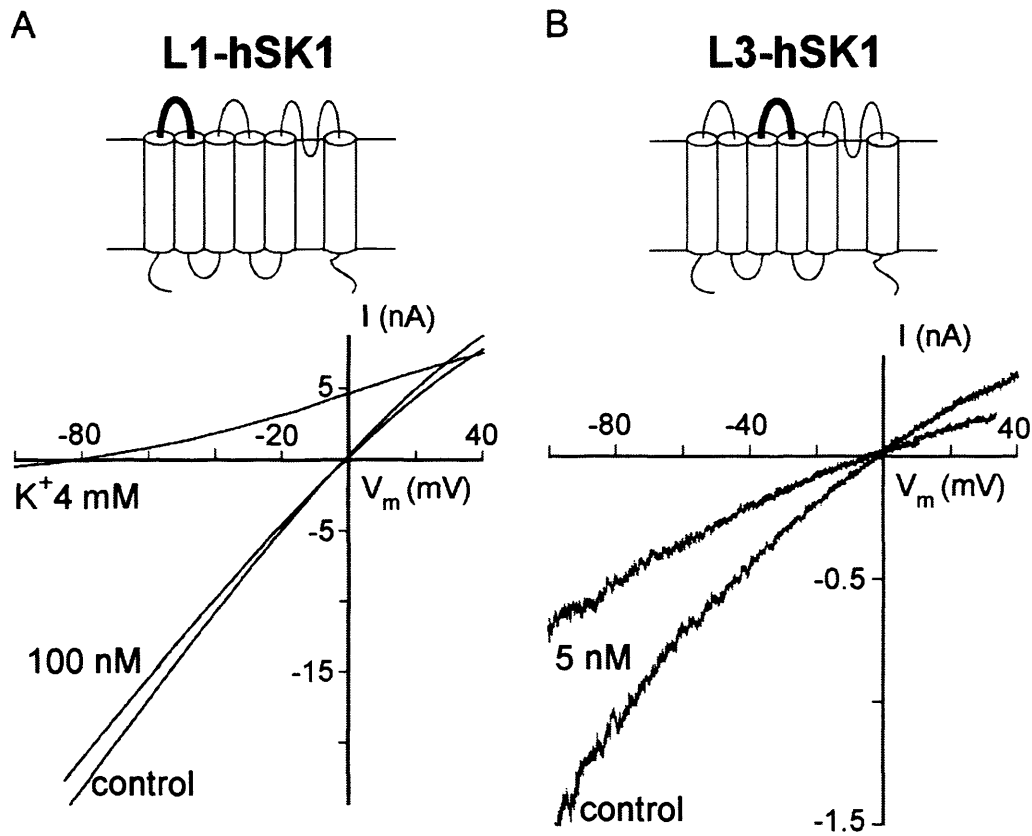 A
L1-hSK1
I (nA)
5
-80
-20
40
K+ 4 mM
Vm (mV)
-5
100 nM
-15
control
B
L3-hSK1
I (nA)
-80
-40
40
Vm (mV)
-0.5
5 nM
control
-1.5